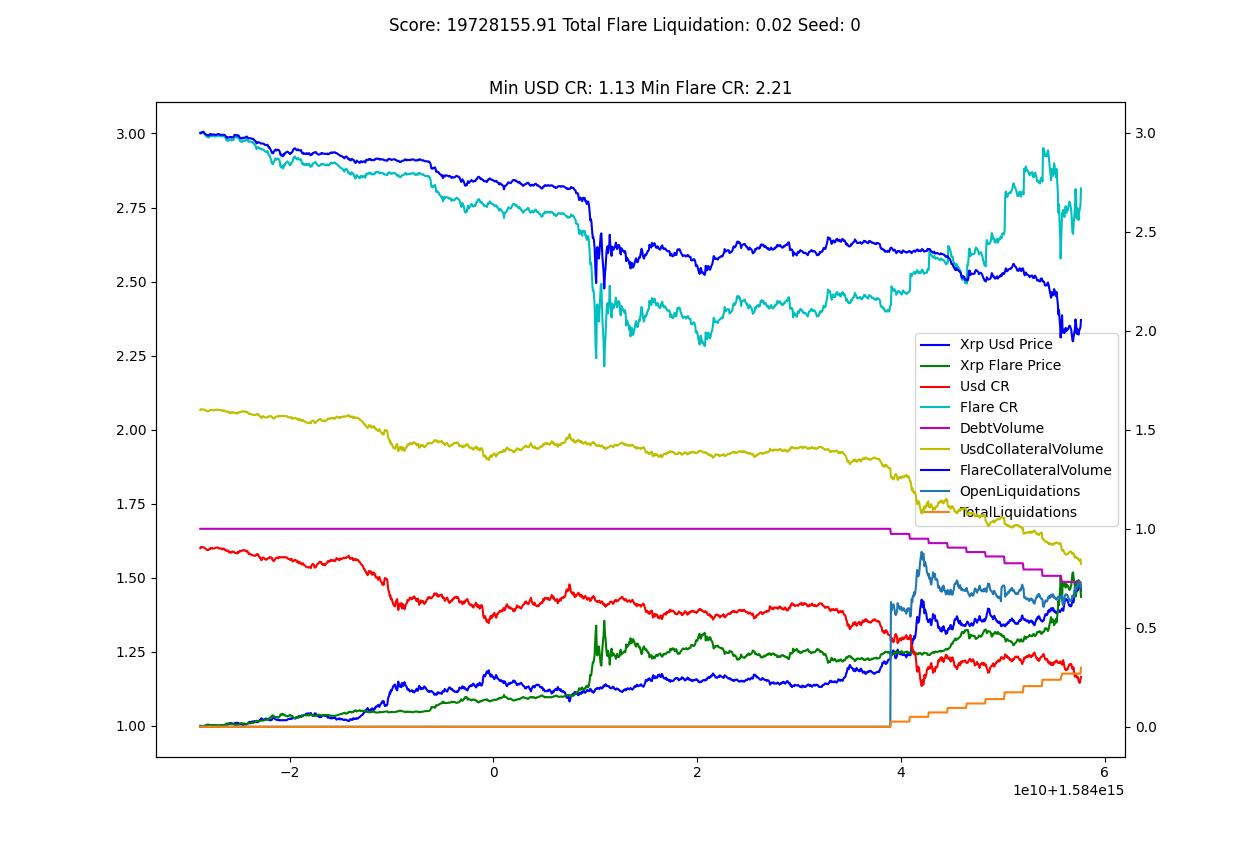 Score: 19728155.91 Total Flare Liquidation: 0.02 Seed: 0
Min USD CR: 1.13 Min Flare CR: 2.21
3.00
2.75
2.50
2.25
2.00
1.75
1.50
1.25
1.00
3.0
2.5
2.0
1.5
1.0
0.5
0.0
Xrp Usd Price
Xrp Flare Price
Usd CR
Flare CR
DebtVolume
UsdCollateralVolume
FlareCollateralVolume
OpenLiquidations
TotalLiquidations
−2
0
2
4
6
1e10+1.584e15